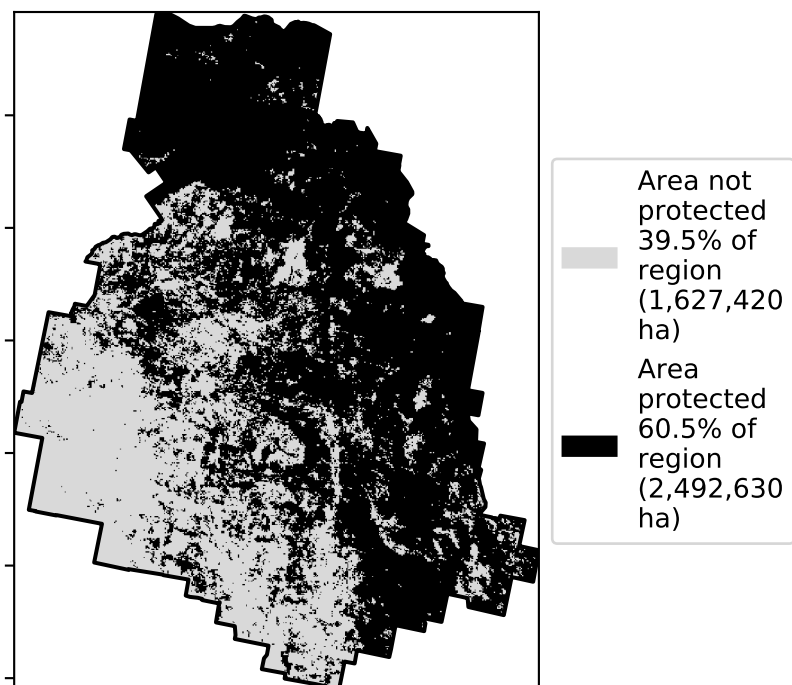 Area not
protected
39.5% of
region
(1,627,420
ha)
Area
protected
60.5% of
region
(2,492,630
ha)